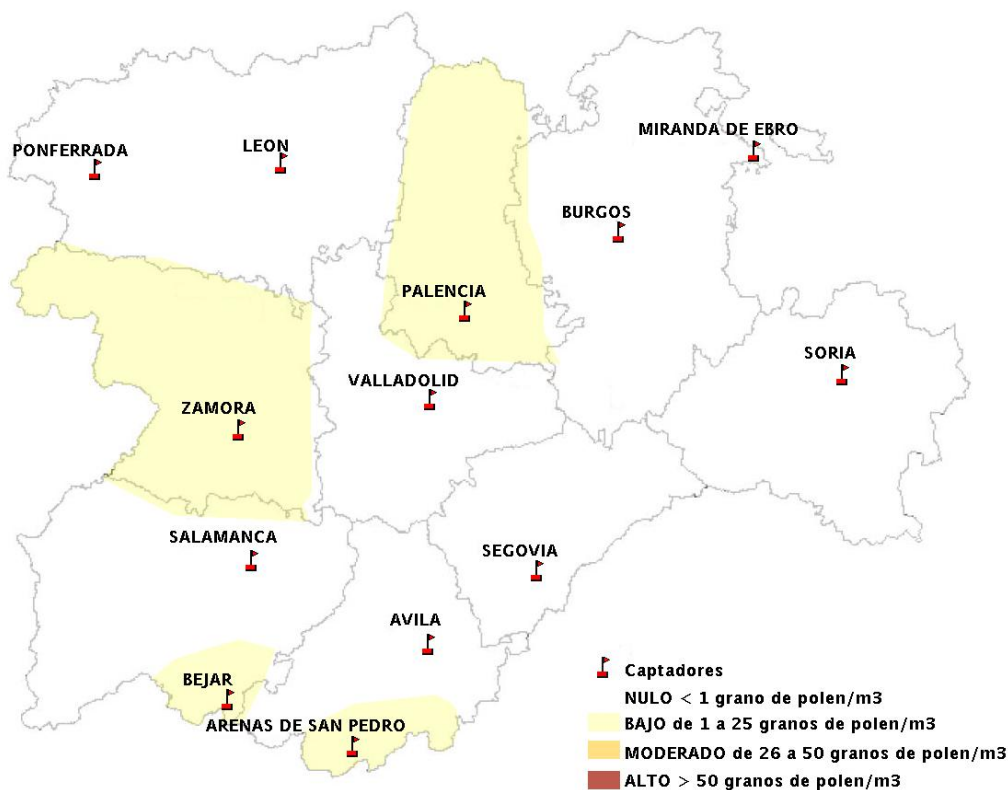 MIRANDA DE EBRO
PONFERRADA
LEON
BURGOS
PALENCIA
SORIA
VALLADOLID
ZAMORA
SALAMANCA
SEGOVIA
AVILA
BEJAR
ARENAS DE SAN PEDRO
Captadores
NULO < 1 grano de polen/m3
BAJO de 1 a 25 granos de polen/m3
MODERADO de 26 a 50 granos de polen/m3
ALTO > 50 granos de polen/m3